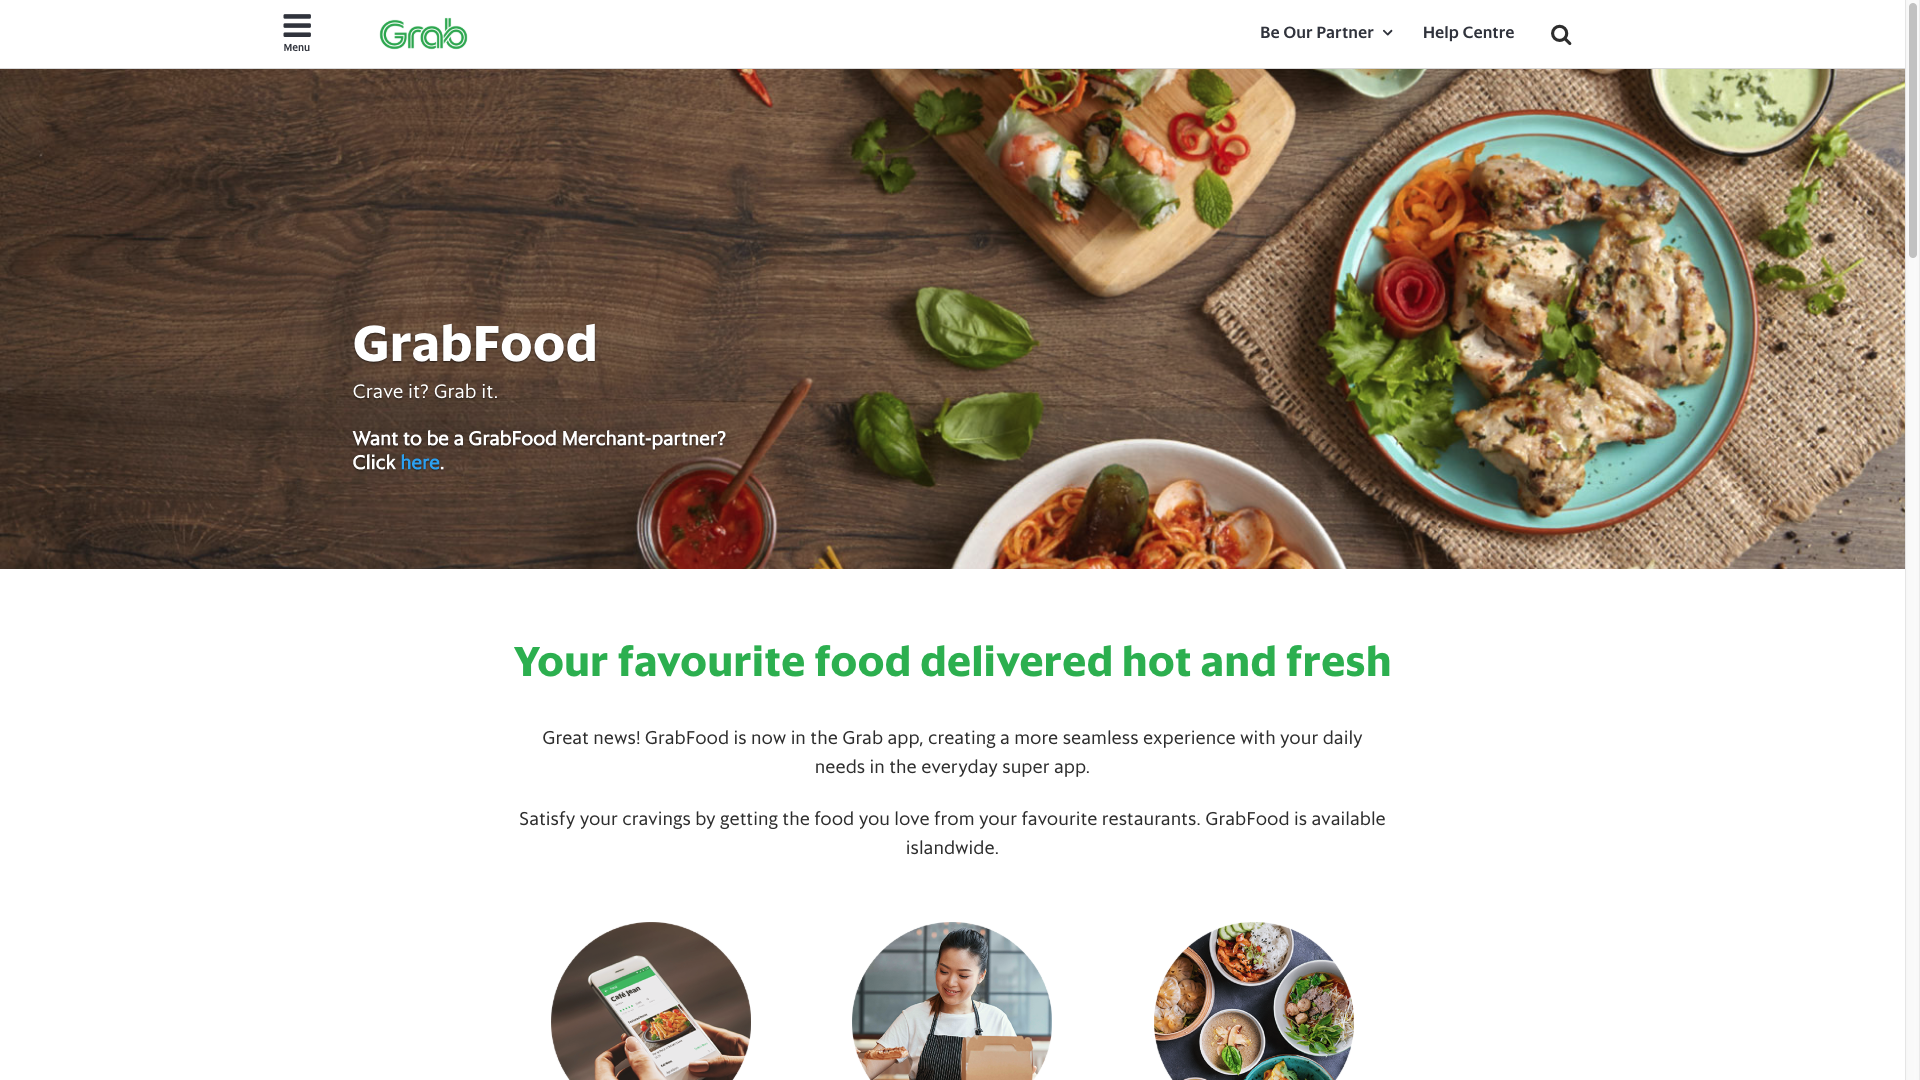 Menu
Grab
Be Our Partner
Help Centre
GrabFood
Crave it? Grab it.
Want to be a GrabFood Merchant-partner?
Click here.
Your favourite food delivered hot and fresh
Great news! GrabFood is now in the Grab app, creating a more seamless experience with your daily
needs in the everyday super app.
Satisfy your cravings by getting the food you love from your favourite restaurants. GrabFood is available
islandwide.
Café Jean